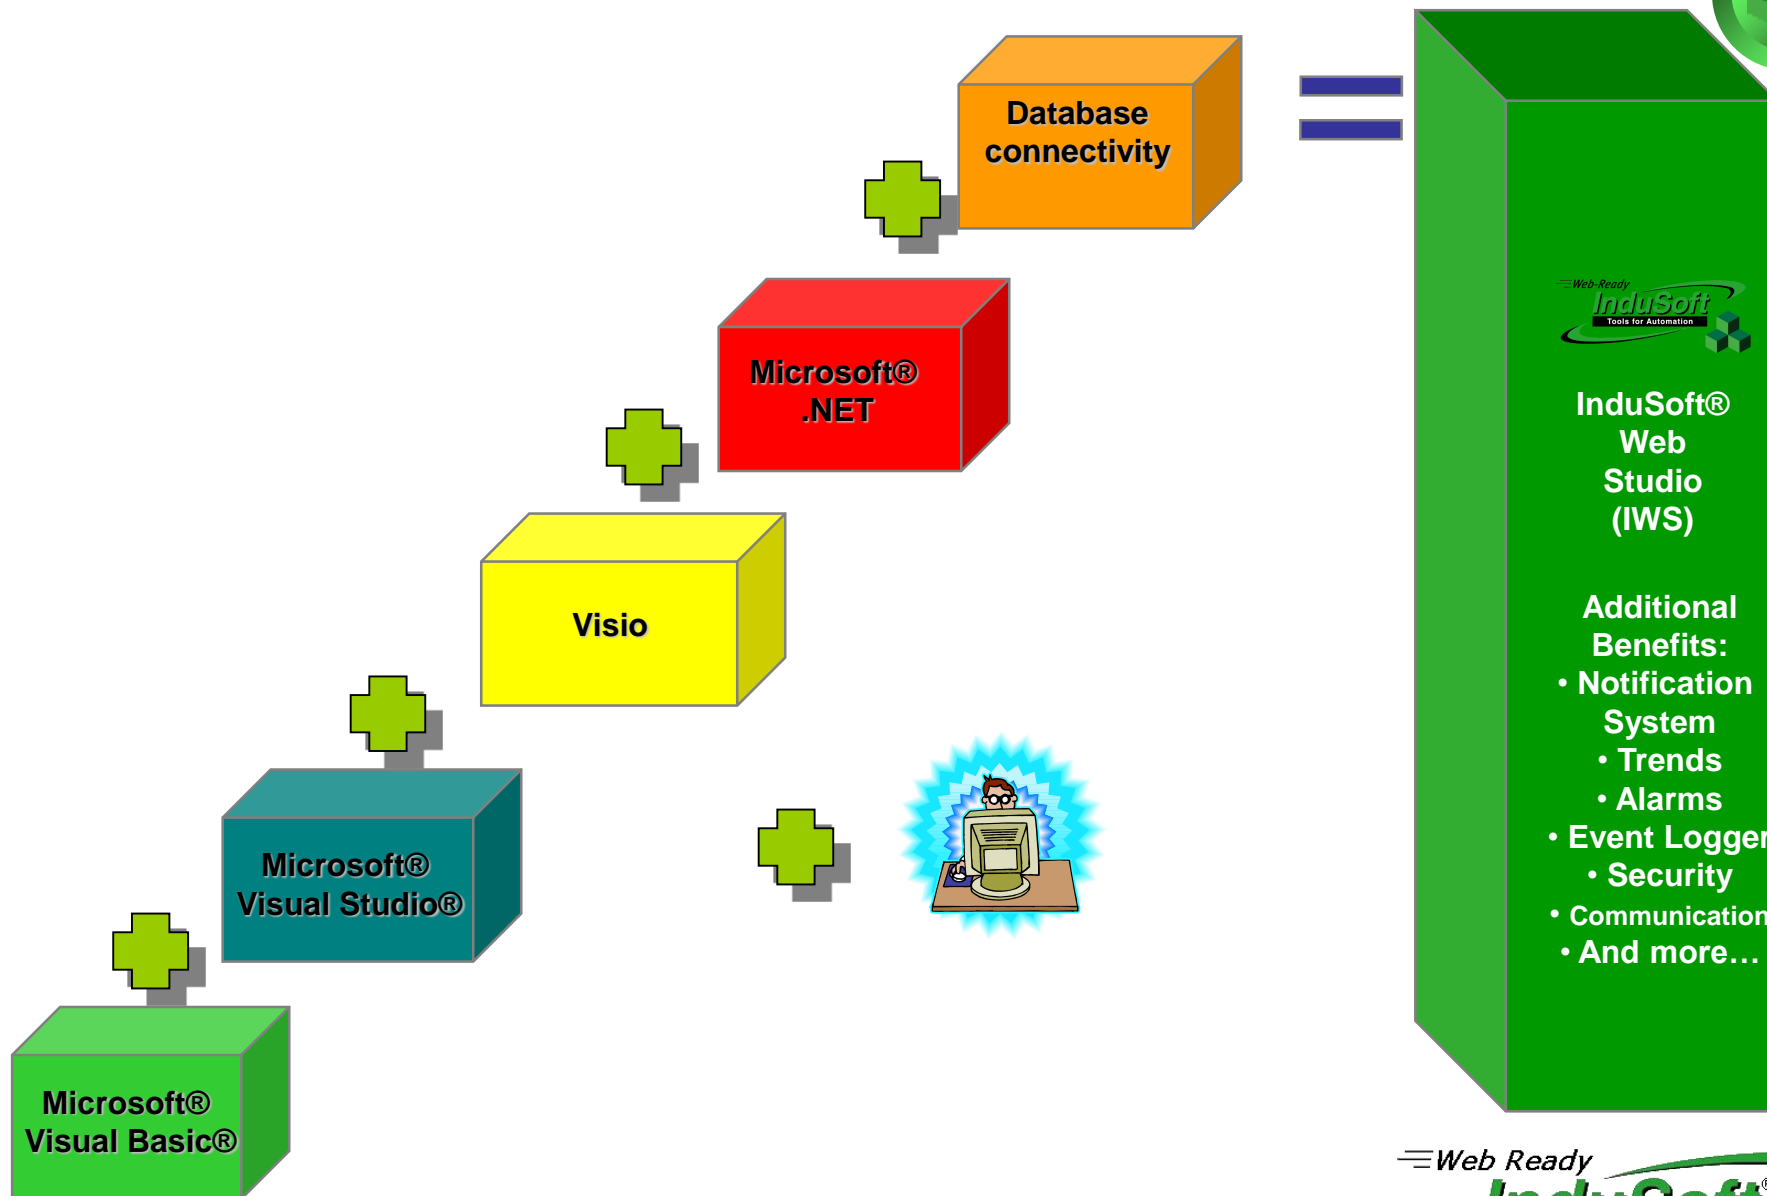 Database
connectivity
Microsoft®
.NET
Visio
Microsoft®
Visual Studio®
Microsoft®
Visual Basic®
Web-Ready
InduSoft
Tools for Automation
InduSoft®
Web
Studio
(IWS)
Additional
Benefits:
• Notification
System
• Trends
• Alarms
• Event Logger
• Security
• Communication
• And more…
Web Ready
InduSoft®